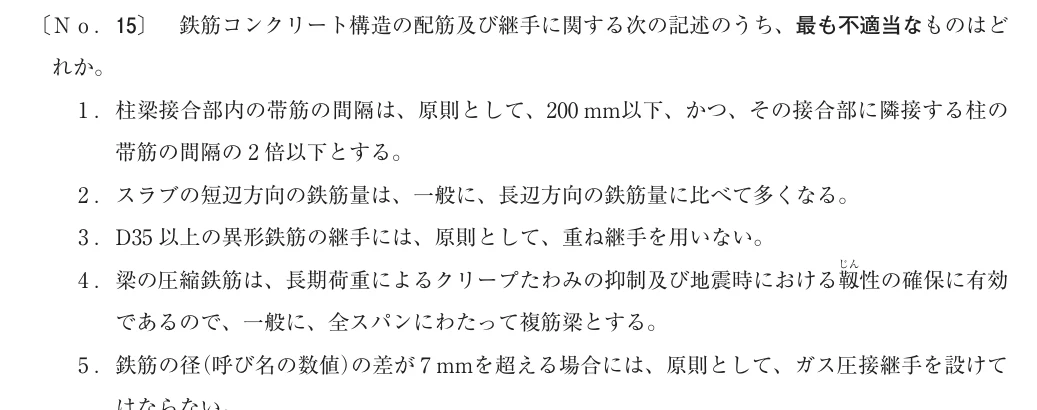 〔Ｎｏ．15〕　鉄筋コンクリート構造の配筋及び継手に関する次の記述のうち、最も不適当なものはど
れか。
１．柱梁接合部内の帯筋の間隔は、原則として、200 mm以下、かつ、その接合部に隣接する柱の
帯筋の間隔の２倍以下とする。
２．スラブの短辺方向の鉄筋量は、一般に、長辺方向の鉄筋量に比べて多くなる。
３．D35 以上の異形鉄筋の継手には、原則として、重ね継手を用いない。
じん
４．梁の圧縮鉄筋は、長期荷重によるクリープたわみの抑制及び地震時における靱性の確保に有効
であるので、一般に、全スパンにわたって複筋梁とする。
５．鉄筋の径(呼び名の数値)の差が７mmを超える場合には、原則として、ガス圧接継手を設けて
はならない。